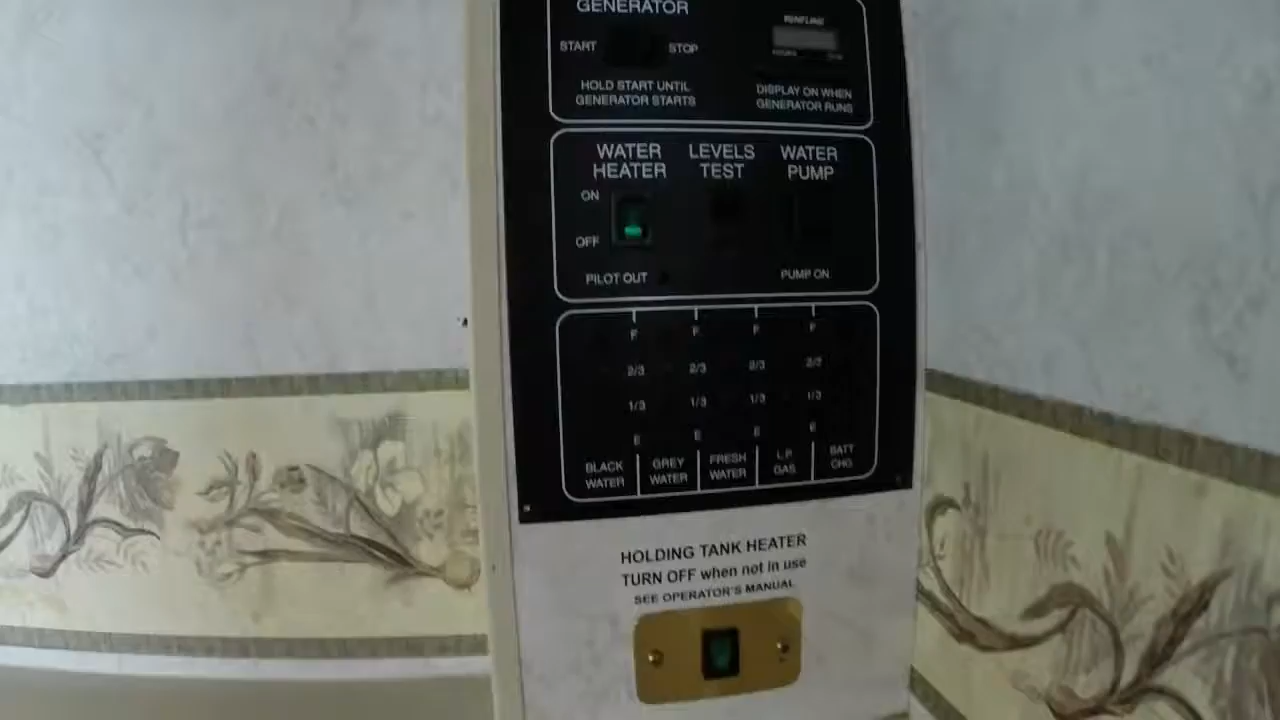 GENERATOR
START STOP
HOLD START UNTIL
GENERATOR STARTS
DISPLAY ON WHEN
GENERATOR RUNS
WATER
HEATER
LEVELS
TEST
WATER
PUMP
ON
OFF
PILOT OUT
PUMP ON
F F F F
2/3 2/3 2/3 2/3
1/3 1/3 1/3 1/3
E E E E
BLACK
WATER
GREY
WATER
FRESH
WATER
L.P.
GAS
BATT
CHG
HOLDING TANK HEATER
TURN OFF when not in use
SEE OPERATOR'S MANUAL